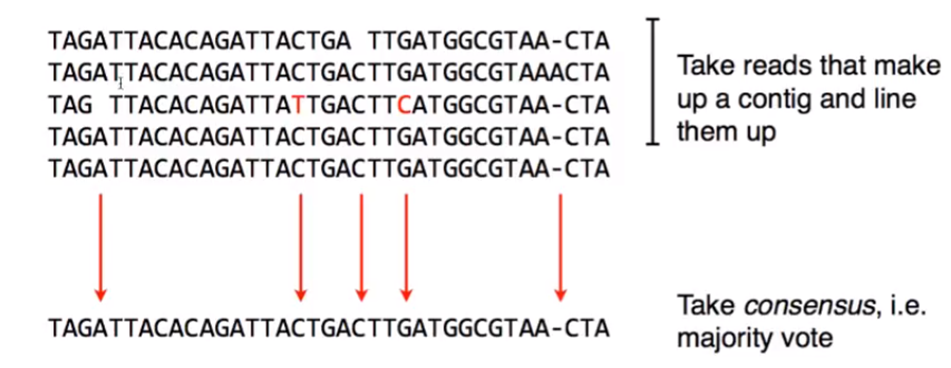 TAGATTACACAGATTACTGA TTGATGGCGTAA-CTA
TAGATTACACAGATTACTGACTTGATGGCGTAAACTA
TAG TTACACAGATTATTGACTTCATGGCGTAA-CTA
TAGATTACACAGATTACTGACTTGATGGCGTAA-CTA
TAGATTACACAGATTACTGACTTGATGGCGTAA-CTA
Take reads that make
up a contig and line
them up
TAGATTACACAGATTACTGACTTGATGGCGTAA-CTA
Take consensus, i.e.
majority vote